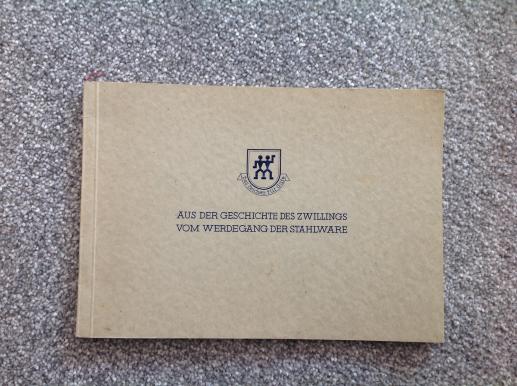 AUS DER GESCHICHTE DES ZWILLINGS
VOM WERDEGANG DER STAHLWARE